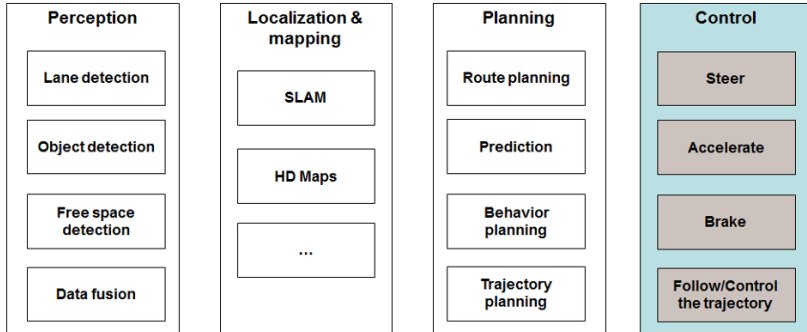 Perception
Lane detection
Object detection
Free space
detection
Data fusion
Localization &
mapping
SLAM
HD Maps
...
Planning
Route planning
Prediction
Behavior
planning
Trajectory
planning
Control
Steer
Accelerate
Brake
Follow/Control
the trajectory